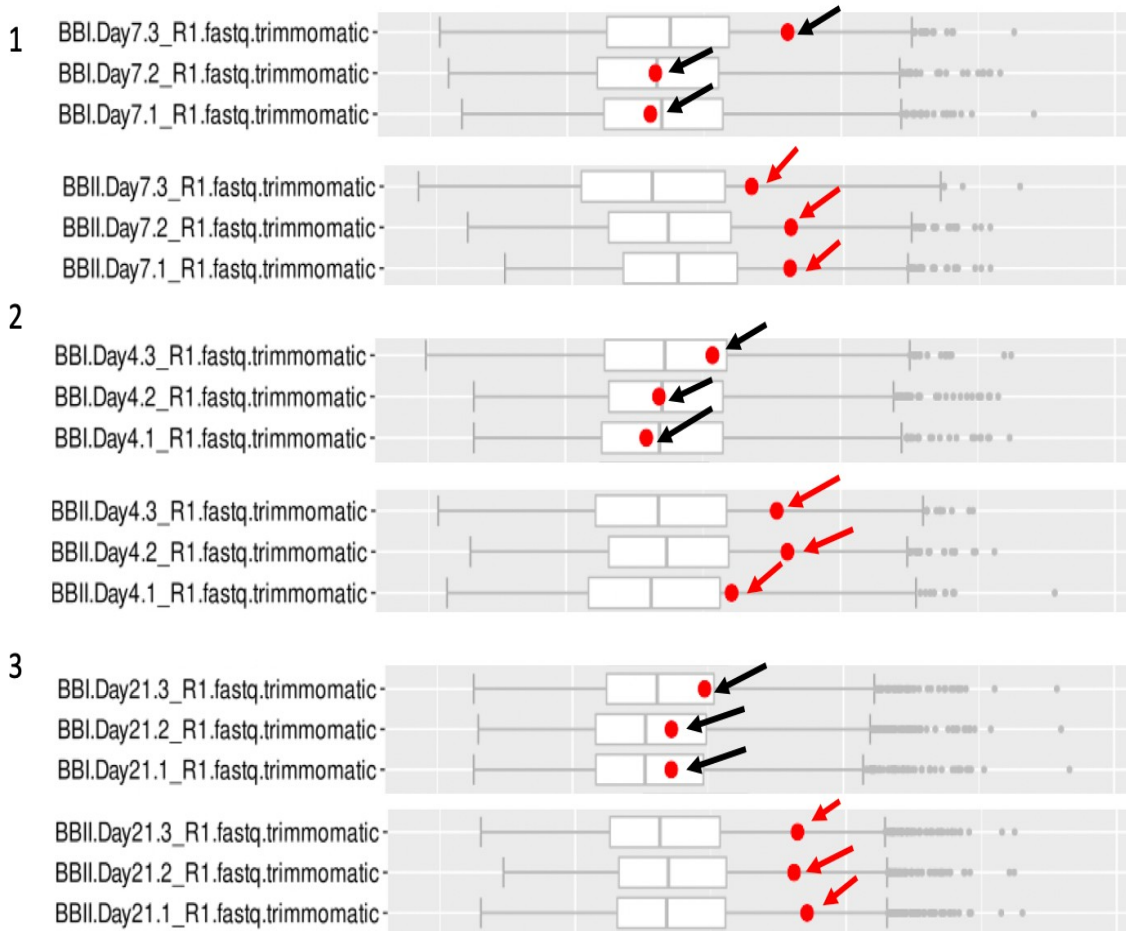 1
BBI.Day7.3_R1.fastq.trimmomatic
BBI.Day7.2_R1.fastq.trimmomatic
BBI.Day7.1_R1.fastq.trimmomatic
BBII.Day7.3_R1.fastq.trimmomatic
BBII.Day7.2_R1.fastq.trimmomatic
BBII.Day7.1_R1.fastq.trimmomatic
2
BBI.Day4.3_R1.fastq.trimmomatic
BBI.Day4.2_R1.fastq.trimmomatic
BBI.Day4.1_R1.fastq.trimmomatic
BBII.Day4.3_R1.fastq.trimmomatic
BBII.Day4.2_R1.fastq.trimmomatic
BBII.Day4.1_R1.fastq.trimmomatic
3
BBI.Day21.3_R1.fastq.trimmomatic
BBI.Day21.2_R1.fastq.trimmomatic
BBI.Day21.1_R1.fastq.trimmomatic
BBII.Day21.3_R1.fastq.trimmomatic
BBII.Day21.2_R1.fastq.trimmomatic
BBII.Day21.1_R1.fastq.trimmomatic